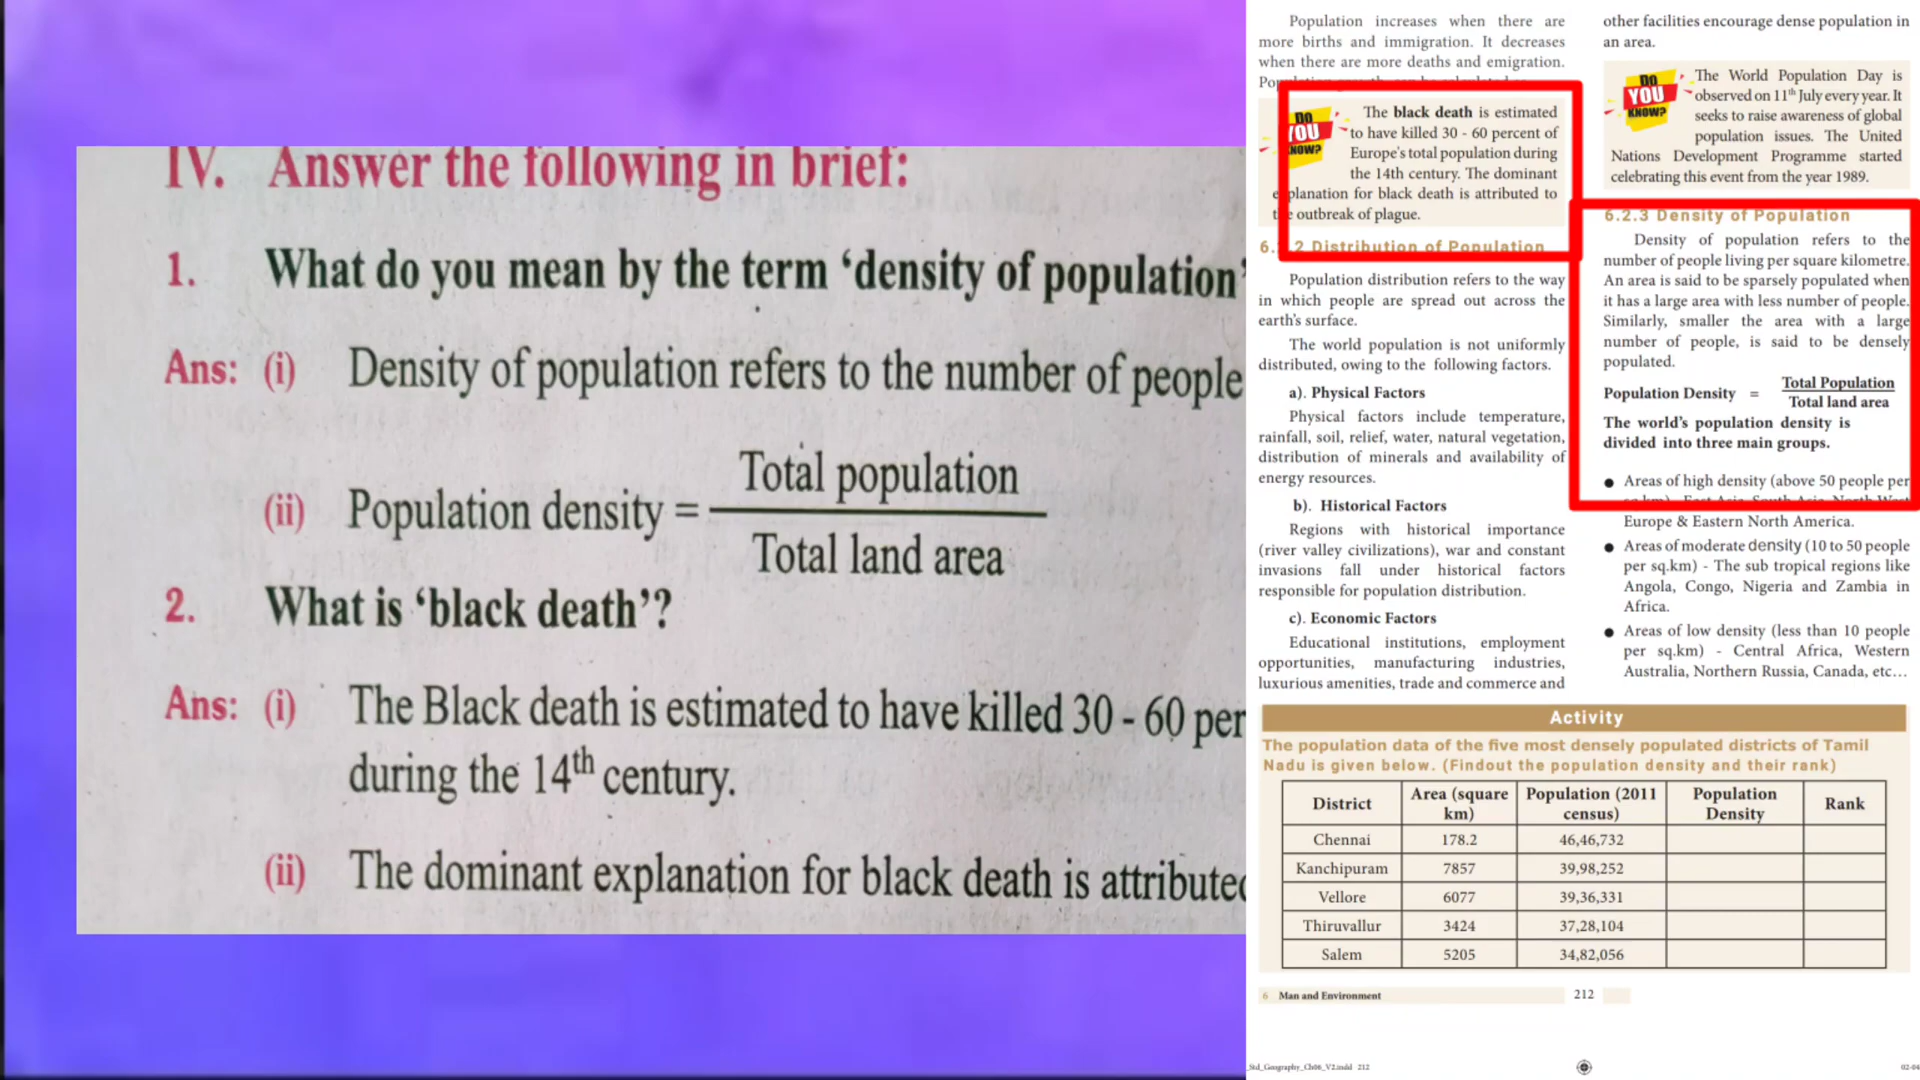 IV. Answer the following in brief:
1. What do you mean by the term ‘density of population’
Ans: (i) Density of population refers to the number of people
(ii) Population density = Total population
Total land area
2. What is ‘black death’?
Ans: (i) The Black death is estimated to have killed 30 - 60 per
during the 14th century.
(ii) The dominant explanation for black death is attributed
Population increases when there are
more births and immigration. It decreases
when there are more deaths and emigration.
DO YOU KNOW?
The black death is estimated
to have killed 30 - 60 percent of
Europe's total population during
the 14th century. The dominant
explanation for black death is attributed to
the outbreak of plague.
6.2.2 Distribution of Population
Population distribution refers to the way
in which people are spread out across the
earth's surface.
The world population is not uniformly
distributed, owing to the following factors.
a). Physical Factors
Physical factors include temperature,
rainfall, soil, relief, water, natural vegetation,
distribution of minerals and availability of
energy resources.
b). Historical Factors
Regions with historical importance
(river valley civilizations), war and constant
invasions fall under historical factors
responsible for population distribution.
c). Economic Factors
Educational institutions, employment
opportunities, manufacturing industries,
luxurious amenities, trade and commerce and
other facilities encourage dense population in
an area.
DO YOU KNOW?
The World Population Day is
observed on 11th July every year. It
seeks to raise awareness of global
population issues. The United
Nations Development Programme started
celebrating this event from the year 1989.
6.2.3 Density of Population
Density of population refers to the
number of people living per square kilometre.
An area is said to be sparsely populated when
it has a large area with less number of people.
Similarly, smaller the area with a large
number of people, is said to be densely
populated.
Population Density = Total Population
Total land area
The world's population density is
divided into three main groups.
● Areas of high density (above 50 people per
Europe & Eastern North America.
● Areas of moderate density (10 to 50 people
per sq.km) - The sub tropical regions like
Angola, Congo, Nigeria and Zambia in
Africa.
● Areas of low density (less than 10 people
per sq.km) - Central Africa, Western
Australia, Northern Russia, Canada, etc...
Activity
The population data of the five most densely populated districts of Tamil
Nadu is given below. (Findout the population density and their rank)
District Area (square km) Population (2011 census) Population Density Rank
Chennai 178.2 46,46,732
Kanchipuram 7857 39,98,252
Vellore 6077 39,36,331
Thiruvallur 3424 37,28,104
Salem 5205 34,82,056
6 Man and Environment 212
_Std_Geography_Ch06_V2.indd 212 02-04